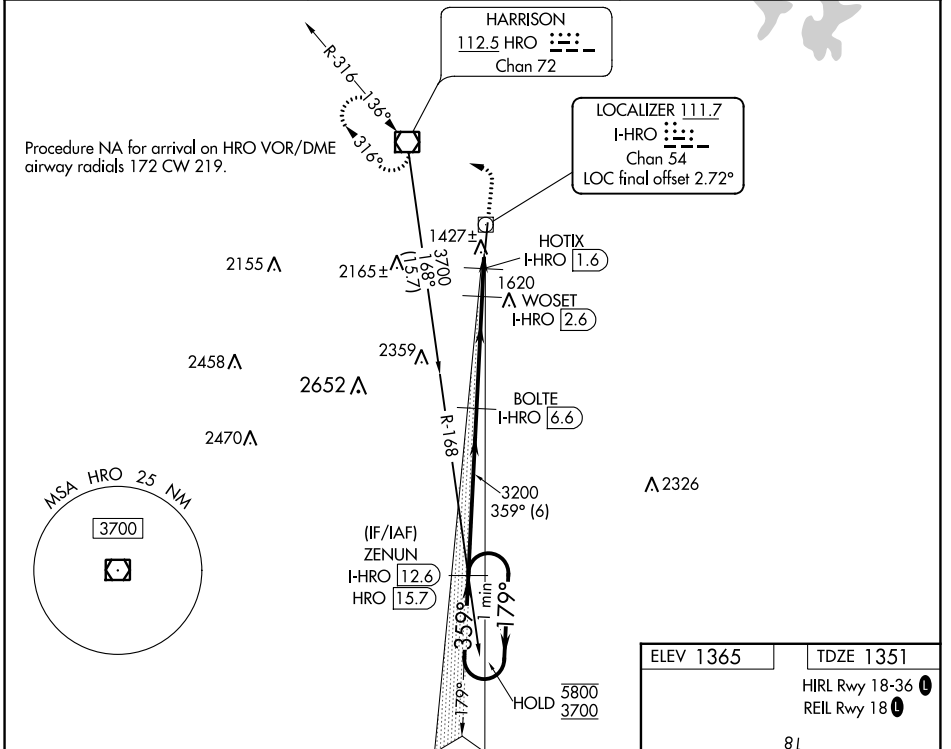 HARRISON
112.5 HRO
Chan 72
R-316
136°
316°
Procedure NA for arrival on HRO VOR/DME
airway radials 172 CW 219.
LOCALIZER 111.7
I-HRO
Chan 54
LOC final offset 2.72°
1427±
HOTIX
I-HRO 1.6
2155
2165±
3700
168°
(15.7)
1620
WOSET
I-HRO 2.6
2458
2359
2652
BOLTE
I-HRO 6.6
R-168
2470
2326
3200
359° (6)
MSA HRO 25 NM
3700
(IF/IAF)
ZENUN
I-HRO 12.6
HRO 15.7
359°
1 min
179°
179°
HOLD 5800
3700
ELEV 1365
TDZE 1351
HIRL Rwy 18-36 L
REIL Rwy 18 L
18